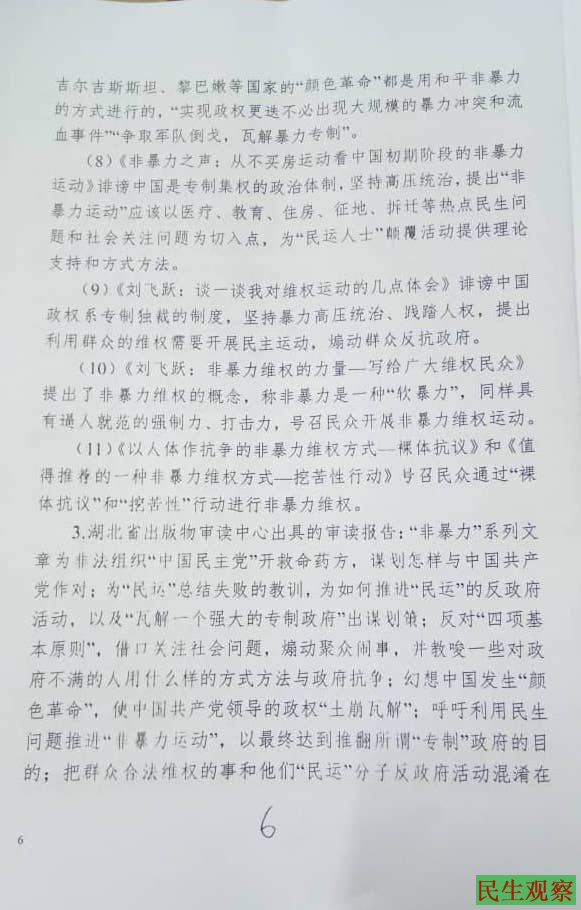 吉尔吉斯斯坦、黎巴嫩等国家的“颜色革命”都是用和平非暴力
的方式进行的，“实现政权更迭不必出现大规模的暴力冲突和流
血事件”“争取军队倒戈，瓦解暴力专制”。
（8）《非暴力之声：从不买房运动看中国初期阶段的非暴力
运动》诽谤中国是专制集权的政治体制，坚持高压统治，提出“非
暴力运动”应该以医疗、教育、住房、征地、拆迁等热点民生问
题和社会关注问题为切入点，为“民运人士”颠覆活动提供理论
支持和方式方法。
（9）《刘飞跃：谈一谈我对维权运动的几点体会》诽谤中国
政权系专制独裁的制度，坚持暴力高压统治、践踏人权，提出
利用群众的维权需要开展民主运动，煽动群众反抗政府。
（10）《刘飞跃：非暴力维权的力量—写给广大维权民众》
提出了非暴力维权的概念，称非暴力是一种“软暴力”，同样具
有逼人就范的强制力、打击力，号召民众开展非暴力维权运动。
（11）《以人体作抗争的非暴力维权方式—裸体抗议》和《值
得推荐的一种非暴力维权方式—挖苦性行动》号召民众通过“裸
体抗议”和“挖苦性”行动进行非暴力维权。
3.湖北省出版物审读中心出具的审读报告：“非暴力”系列文
章为非法组织“中国民主党”开救命药方，谋划怎样与中国共产
党作对；为“民运”总结失败的教训，为如何推进“民运”的反政府
活动，以及“瓦解一个强大的专制政府”出谋划策；反对“四项基
本原则”，借口关注社会问题，煽动聚众闹事，并教唆一些对政
府不满的人用什么样的方式方法与政府抗争；幻想中国发生“颜
色革命”，使中国共产党领导的政权“土崩瓦解”；呼吁利用民生
问题推进“非暴力运动”，以最终达到推翻所谓“专制”政府的目
的；把群众合法维权的事和他们“民运”分子反政府活动混淆在
6
6
民生观察